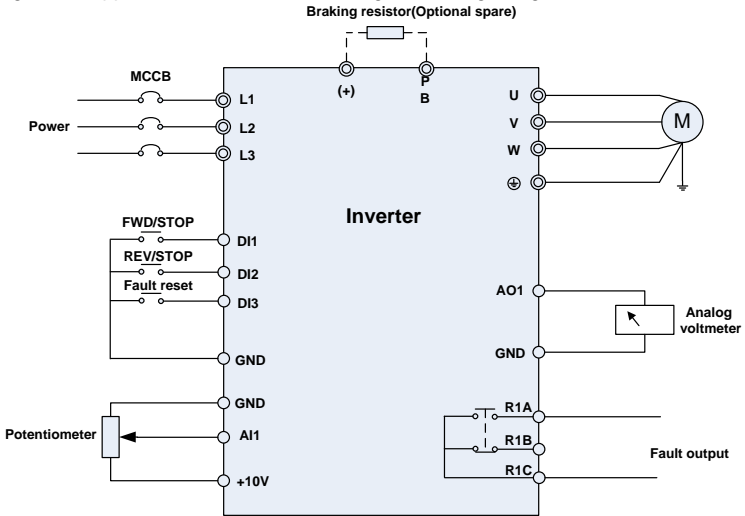 Braking resistor(Optional spare)
MCCB
(+)
P
B
L1
U
Power
L2
V
M
L3
W
Inverter
FWD/STOP
DI1
REV/STOP
DI2
Fault reset
DI3
AO1
Analog
voltmeter
GND
GND
GND
R1A
Potentiometer
AI1
R1B
Fault output
R1C
+10V